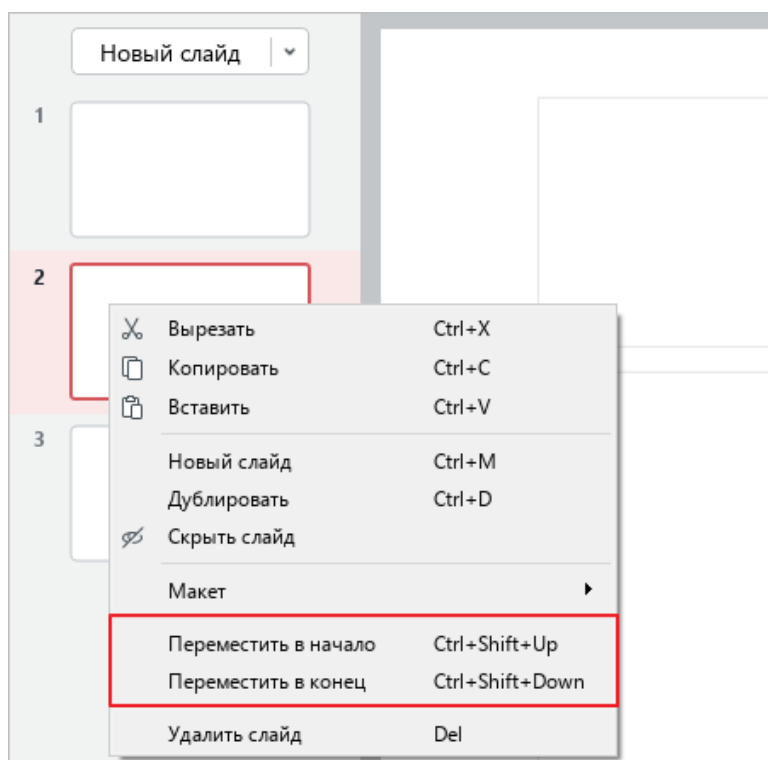 Новый слайд
1
2
Вырезать Ctrl+X
Копировать Ctrl+C
Вставить Ctrl+V
3
Новый слайд Ctrl+M
Дублировать Ctrl+D
Скрыть слайд
Макет
Переместить в начало Ctrl+Shift+Up
Переместить в конец Ctrl+Shift+Down
Удалить слайд Del